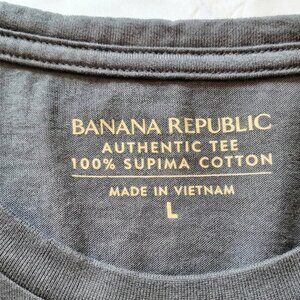 BANANA REPUBLIC
AUTHENTIC TEE
100% SUPIMA COTTON
MADE IN VIETNAM
L